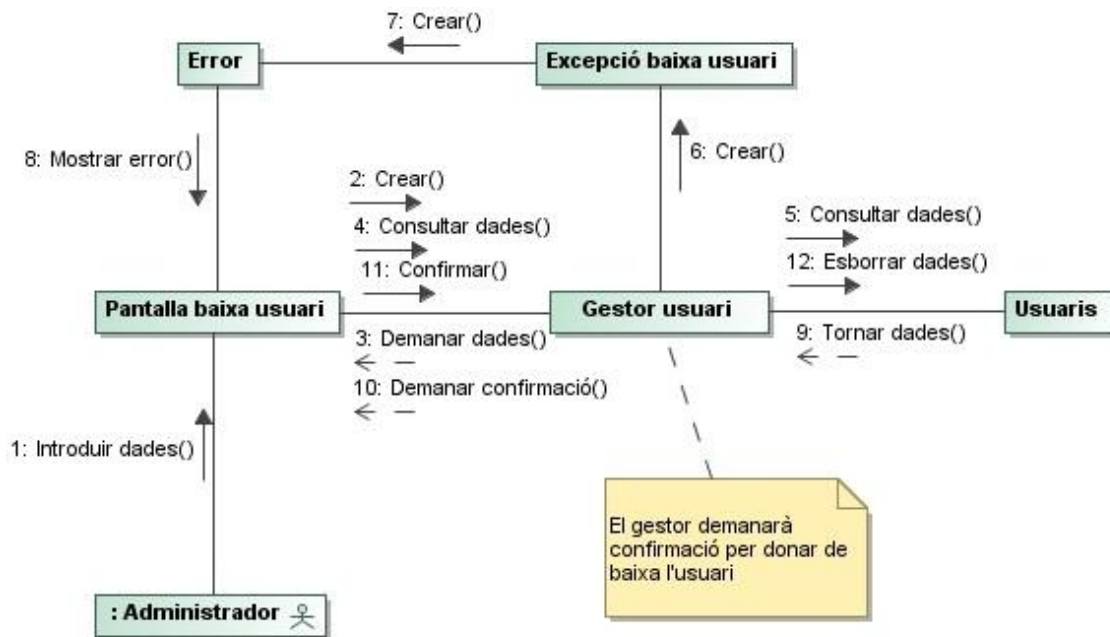 7: Crear()
Error
Excepció baixa usuari
8: Mostrar error()
6: Crear()
2: Crear()
4: Consultar dades()
11: Confirmar()
5: Consultar dades()
12: Esborrar dades()
Pantalla baixa usuari
Gestor usuari
Usuaris
3: Demanar dades()
10: Demanar confirmació()
9: Tornar dades()
1: Introduir dades()
El gestor demanarà
confirmació per donar de
baixa l'usuari
: Administrador